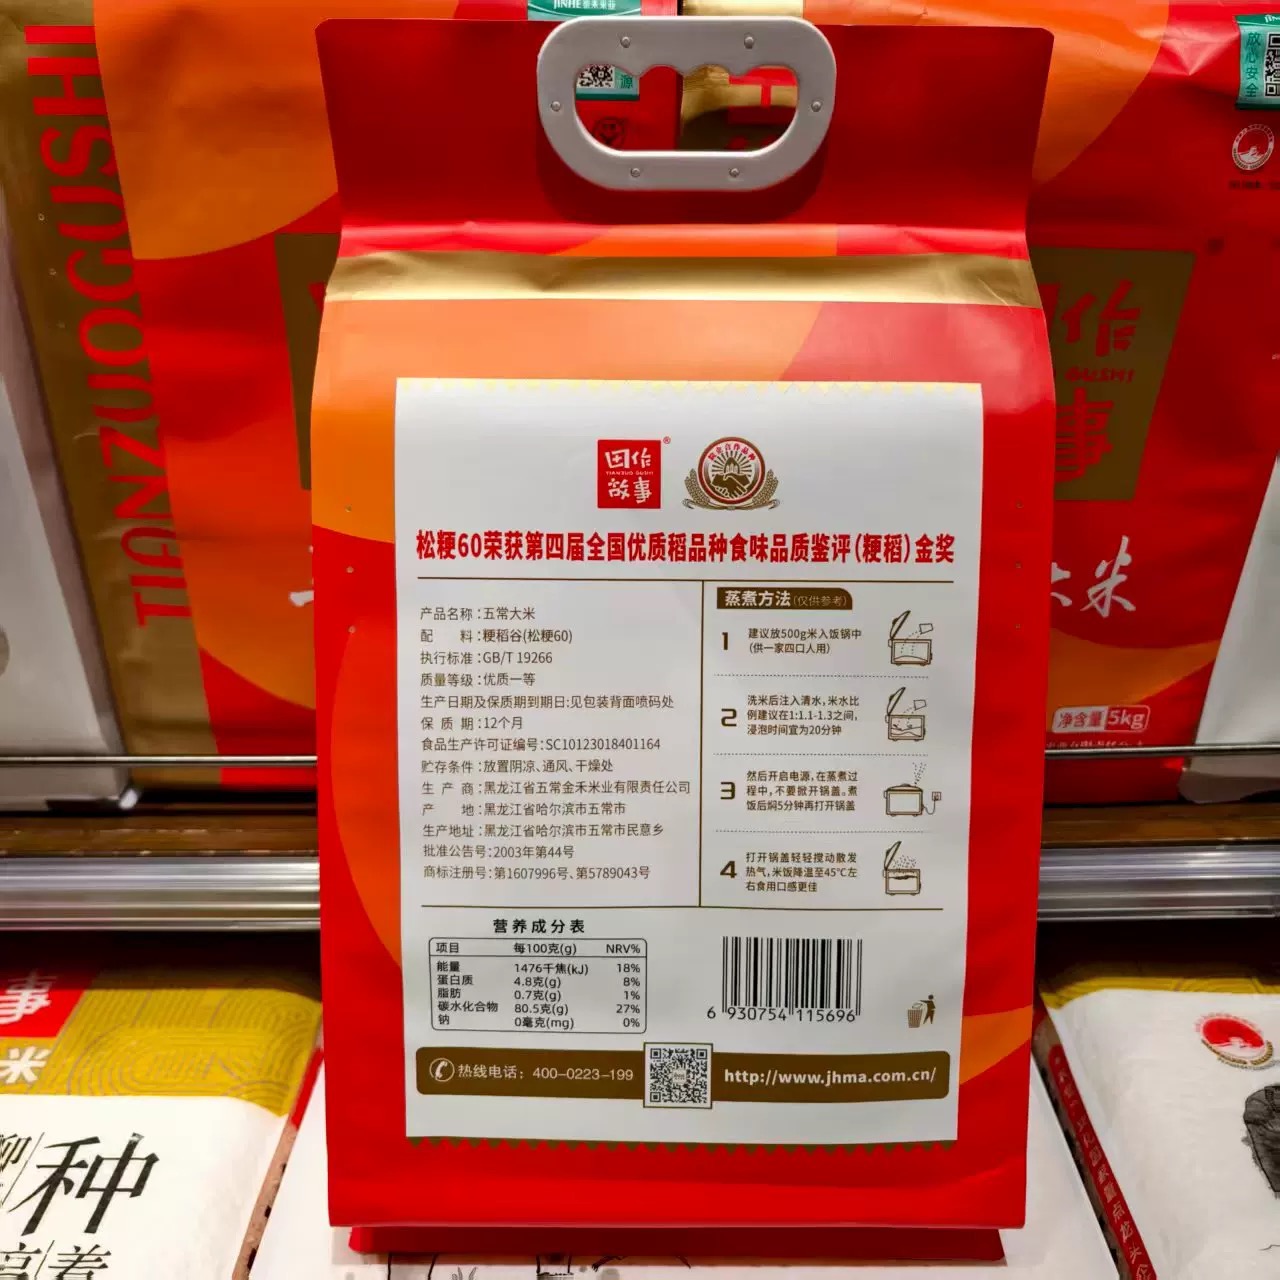 JINHE
源
放心安全
TIANZUOGUSHI
田作
故事
TIANZUO GUSHI
田作
GUSHI
事
大米
净含量 5kg
松粳60荣获第四届全国优质稻品种食味品质鉴评(粳稻)金奖
产品名称:五常大米
配 料:粳稻谷(松粳60)
执行标准:GB/T 19266
质量等级:优质一等
生产日期及保质期到期日:见包装背面喷码处
保 质 期:12个月
食品生产许可证编号:SC10123018401164
贮存条件:放置阴凉、通风、干燥处
生 产 商:黑龙江省五常金禾米业有限责任公司
产 地:黑龙江省哈尔滨市五常市
生产地址:黑龙江省哈尔滨市五常市民意乡
批准公告号:2003年第44号
商标注册号:第1607996号、第5789043号
蒸煮方法(仅供参考)
1 建议放500g米入饭锅中
(供一家四口人用)
2 洗米后注入清水,米水比
例建议在1:1.1-1.3之间,
浸泡时间宜为20分钟
3 然后开启电源,在蒸煮过
程中,不要掀开锅盖。煮
饭后焖5分钟再打开锅盖
4 打开锅盖轻轻搅动散发
热气,米饭降温至45℃左
右食用口感更佳
营养成分表
项目 每100克(g) NRV%
能量 1476千焦(kJ) 18%
蛋白质 4.8克(g) 8%
脂肪 0.7克(g) 1%
碳水化合物 80.5克(g) 27%
钠 0毫克(mg) 0%
6 930754 115696
热线电话：400-0223-199
http://www.jhma.com.cn/
事
米
种
着